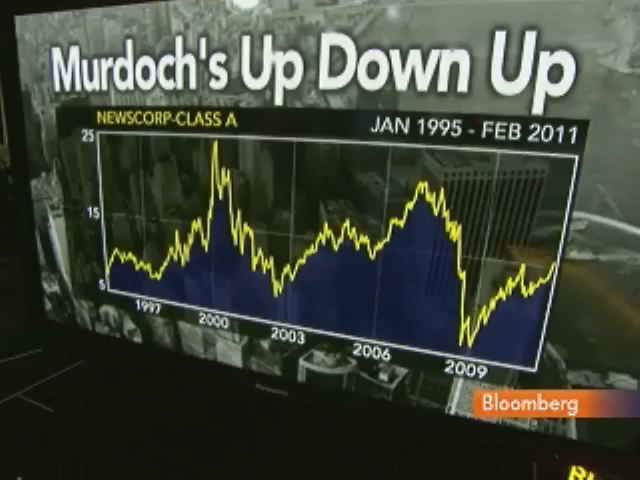 Murdoch's Up Down Up
NEWSCORP-CLASS A
JAN 1995 - FEB 2011
25
15
5
1997
2000
2003
2006
2009
Bloomberg